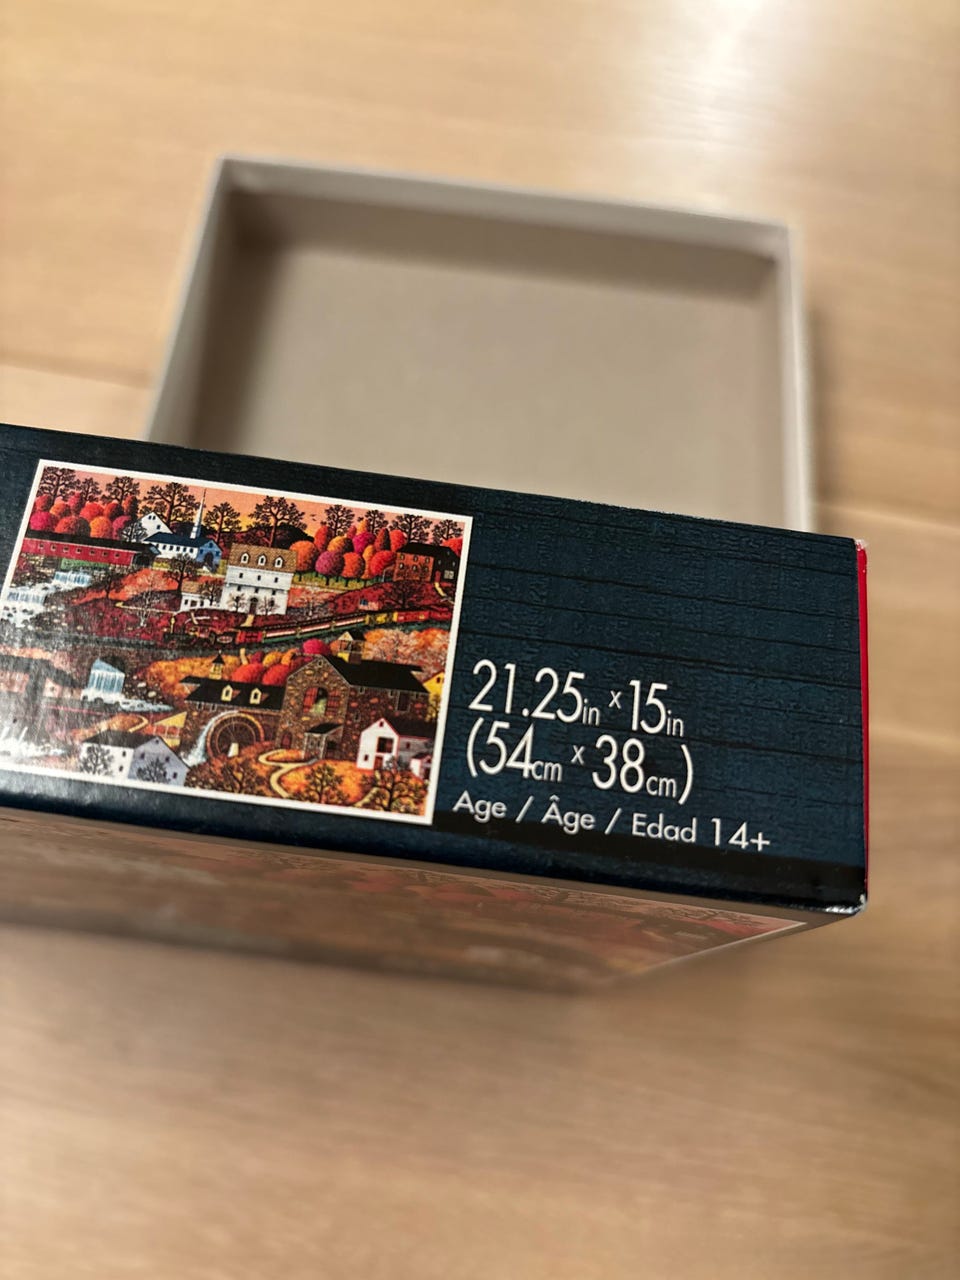 21.25in x 15in
(54cm x 38cm)
Age / Âge / Edad 14+